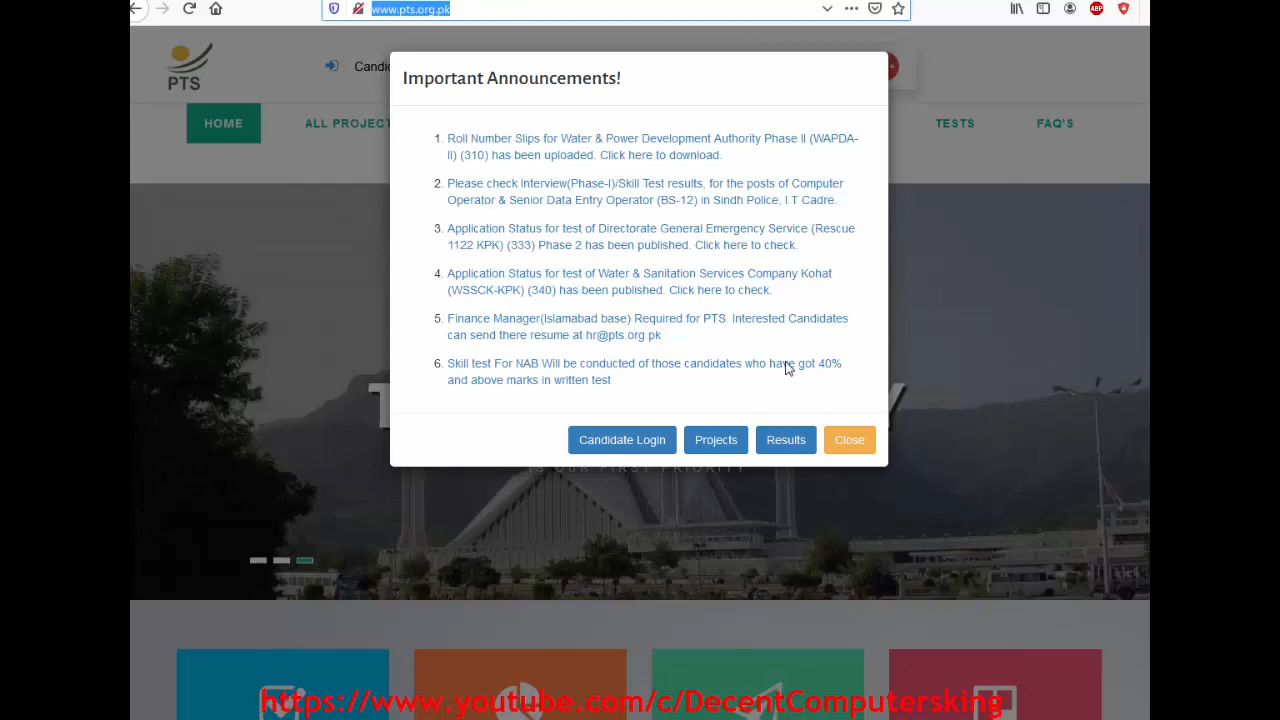 www.pts.org.pk
PTS
Candid
HOME
ALL PROJECT
TESTS
FAQ'S
Important Announcements!
1. Roll Number Slips for Water & Power Development Authority Phase II (WAPDA-
II) (310) has been uploaded. Click here to download.
2. Please check Interview(Phase-I)/Skill Test results, for the posts of Computer
Operator & Senior Data Entry Operator (BS-12) in Sindh Police, I.T Cadre.
3. Application Status for test of Directorate General Emergency Service (Rescue
1122 KPK) (333) Phase 2 has been published. Click here to check.
4. Application Status for test of Water & Sanitation Services Company Kohat
(WSSCK-KPK) (340) has been published. Click here to check.
5. Finance Manager(Islamabad base) Required for PTS. Interested Candidates
can send there resume at hr@pts.org.pk
6. Skill test For NAB Will be conducted of those candidates who have got 40%
and above marks in written test
Candidate Login
Projects
Results
Close
IS OUR FIRST PRIORITY
https://www.youtube.com/c/DecentComputersking